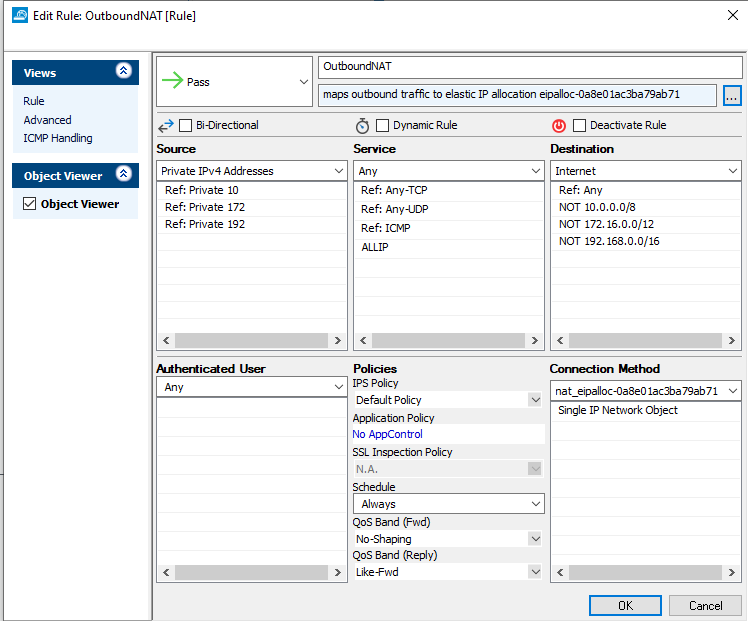 Edit Rule: OutboundNAT [Rule]
Views
Rule
Advanced
ICMP Handling
Object Viewer
Object Viewer
Pass
OutboundNAT
maps outbound traffic to elastic IP allocation eipalloc-0a8e01ac3ba79ab71
...
Bi-Directional
Dynamic Rule
Deactivate Rule
Source
Private IPv4 Addresses
Ref: Private 10
Ref: Private 172
Ref: Private 192
Service
Any
Ref: Any-TCP
Ref: Any-UDP
Ref: ICMP
ALLIP
Destination
Internet
Ref: Any
NOT 10.0.0.0/8
NOT 172.16.0.0/12
NOT 192.168.0.0/16
Authenticated User
Any
Policies
IPS Policy
Default Policy
Application Policy
No AppControl
SSL Inspection Policy
N.A.
Schedule
Always
QoS Band (Fwd)
No-Shaping
QoS Band (Reply)
Like-Fwd
Connection Method
nat_eipalloc-0a8e01ac3ba79ab71
Single IP Network Object
OK
Cancel